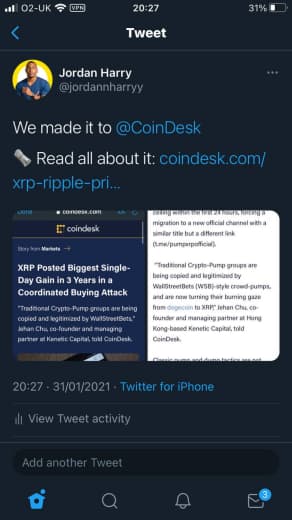 O2-UK VPN 20:27 31%
Tweet
Jordan Harry
@jordannharryy
We made it to @CoinDesk
🗞 Read all about it: coindesk.com/
xrp-ripple-pri...
Done coindesk.com
coindesk
Story from Markets →
XRP Posted Biggest Single-
Day Gain in 3 Years in a
Coordinated Buying Attack
"Traditional Crypto-Pump groups are
being copied and legitimized by
WallStreetBets," Jehan Chu, co-founder
and managing partner at
Kenetic Capital, told CoinDesk.
ceiling within the first 24 hours, forcing a
migration to a new official channel with a
similar title but a different link
(t.me/pumperpofficial).
"Traditional Crypto-Pump groups are
being copied and legitimized by
WallStreetBets (WSB)-style crowd-pumps,
and are now turning their burning gaze
from dogecoin to XRP," Jehan Chu, co-
founder and managing partner at Hong
Kong-based Kenetic Capital, told
CoinDesk.
Classic pump and dump tactics are not
20:27 · 31/01/2021 · Twitter for iPhone
View Tweet activity
Add another Tweet
3